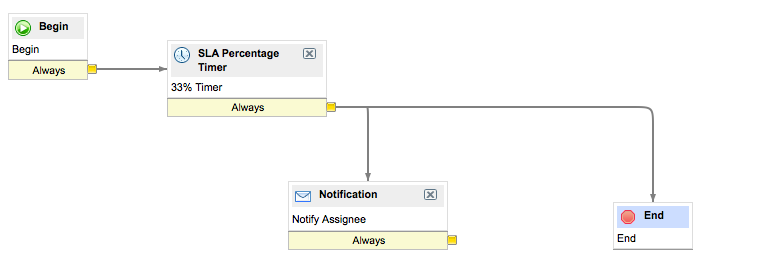 Begin
Begin
Always
SLA Percentage
Timer
33% Timer
Always
Notification
Notify Assignee
Always
End
End